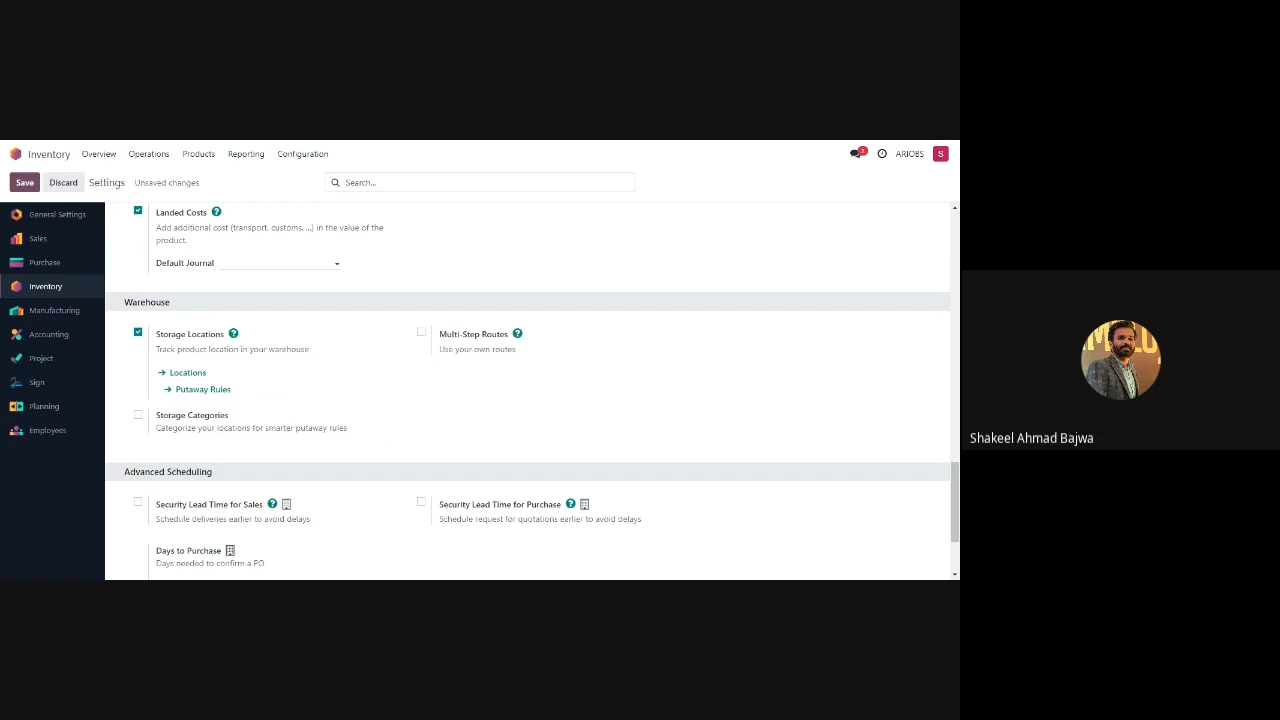 Inventory Overview Operations Products Reporting Configuration 2 ARIOBS S
Save Discard Settings Unsaved changes Search...
General Settings
Sales
Purchase
Inventory
Manufacturing
Accounting
Project
Sign
Planning
Employees
Landed Costs ?
Add additional cost (transport, customs, ...) in the value of the
product.
Default Journal
Warehouse
Storage Locations ?
Track product location in your warehouse
Locations
Putaway Rules
Multi-Step Routes ?
Use your own routes
Storage Categories
Categorize your locations for smarter putaway rules
Advanced Scheduling
Security Lead Time for Sales ?
Schedule deliveries earlier to avoid delays
Security Lead Time for Purchase ?
Schedule request for quotations earlier to avoid delays
Days to Purchase
Days needed to confirm a PO
Shakeel Ahmad Bajwa